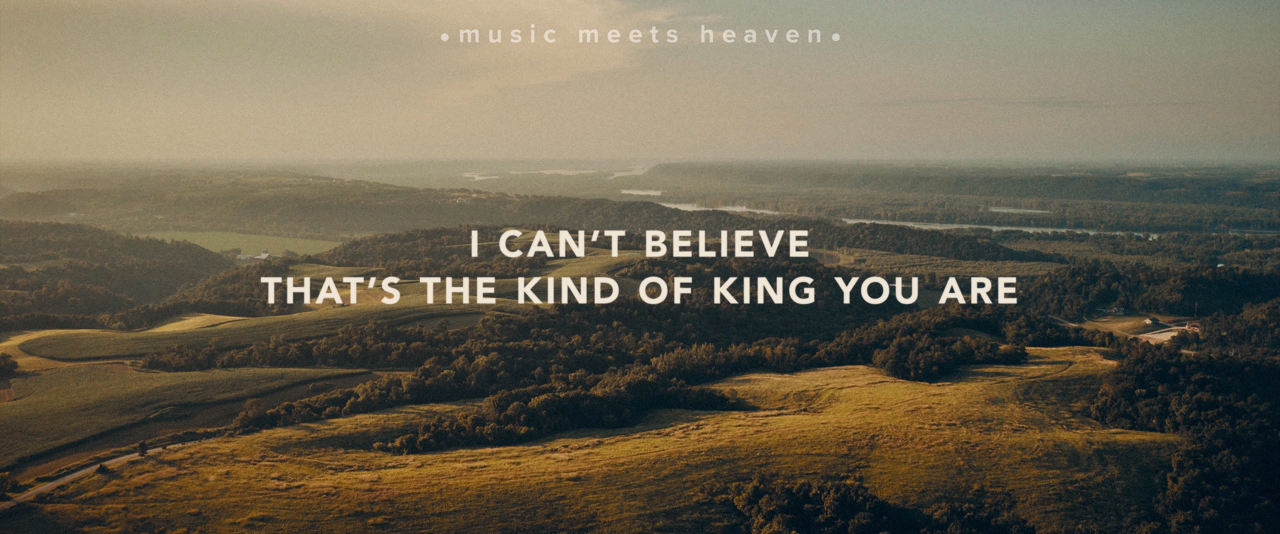 •music meets heaven•
I CAN’T BELIEVE
THAT’S THE KIND OF KING YOU ARE